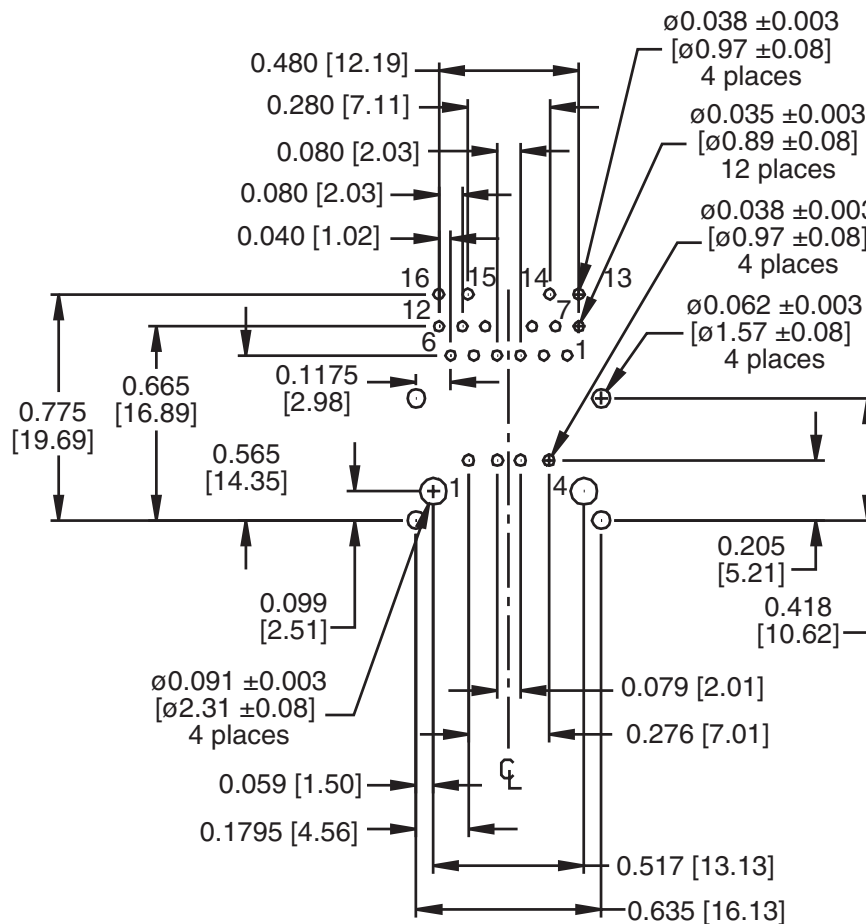 ø0.038 ±0.003
[ø0.97 ±0.08]
4 places
0.480 [12.19]
0.280 [7.11]
ø0.035 ±0.003
[ø0.89 ±0.08]
12 places
0.080 [2.03]
0.080 [2.03]
ø0.038 ±0.003
[ø0.97 ±0.08]
4 places
0.040 [1.02]
16 15 14 13
12 7
6 1
ø0.062 ±0.003
[ø1.57 ±0.08]
4 places
0.1175
[2.98]
0.665
[16.89]
0.775
[19.69]
0.565
[14.35]
1 4
0.205
[5.21]
0.099
[2.51]
0.418
[10.62]
ø0.091 ±0.003
[ø2.31 ±0.08]
4 places
0.079 [2.01]
0.276 [7.01]
CL
0.059 [1.50]
0.1795 [4.56]
0.517 [13.13]
0.635 [16.13]